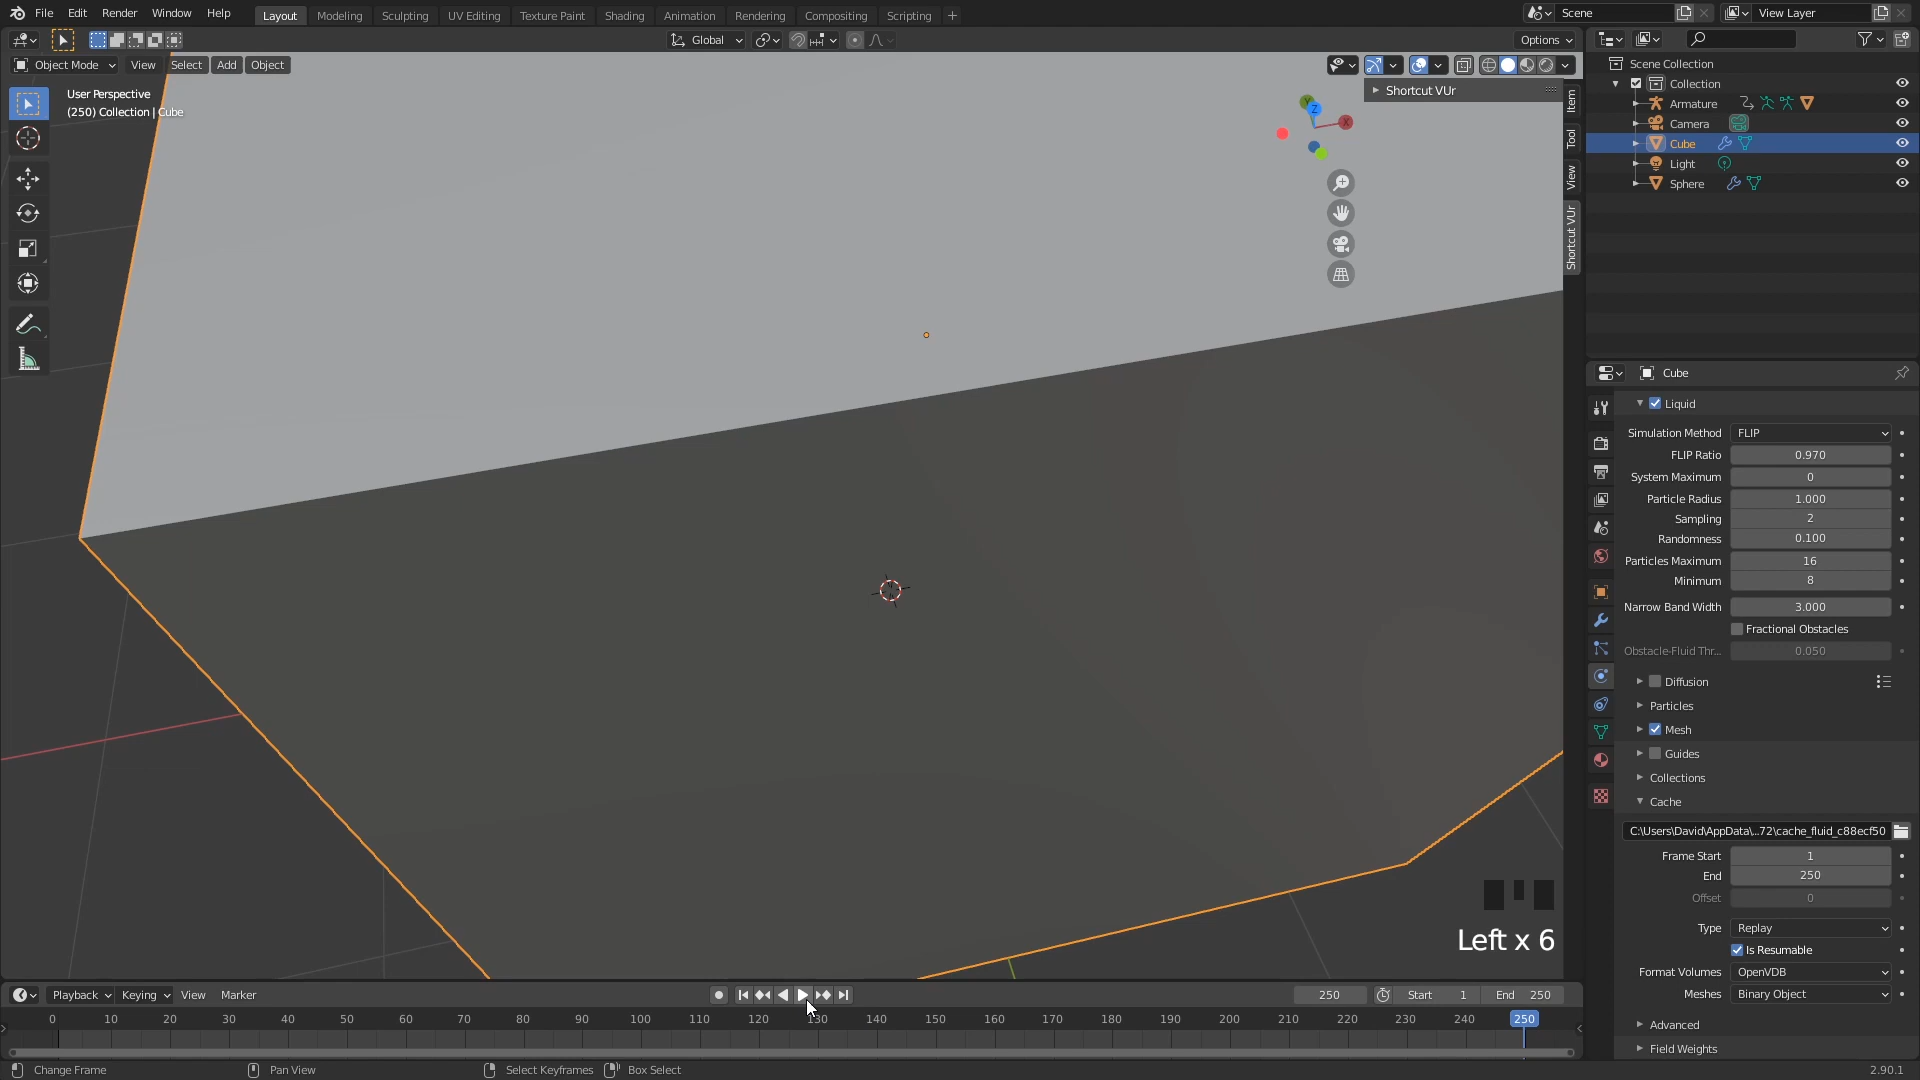 File Edit Render Window Help
Layout Modeling Sculpting UV Editing Texture Paint Shading Animation Rendering Compositing Scripting +
Scene
View Layer
Global
Options
Object Mode View Select Add Object
User Perspective
(250) Collection | Cube
Shortcut VUr
Y
Z
X
Item
Tool
View
Shortcut VUr
Left x 6
Scene Collection
Collection
Armature
Camera
Cube
Light
Sphere
Cube
Liquid
Simulation Method FLIP
FLIP Ratio 0.970
System Maximum 0
Particle Radius 1.000
Sampling 2
Randomness 0.100
Particles Maximum 16
Minimum 8
Narrow Band Width 3.000
Fractional Obstacles
Obstacle-Fluid Thr... 0.050
Diffusion
Particles
Mesh
Guides
Collections
Cache
C:\Users\David\AppData\..72\cache_fluid_c88ecf50
Frame Start 1
End 250
Offset 0
Type Replay
Is Resumable
Format Volumes OpenVDB
Meshes Binary Object
Advanced
Field Weights
Playback Keying View Marker
250 Start 1 End 250
0 10 20 30 40 50 60 70 80 90 100 110 120 130 140 150 160 170 180 190 200 210 220 230 240 250
Change Frame Pan View Select Keyframes Box Select 2.90.1